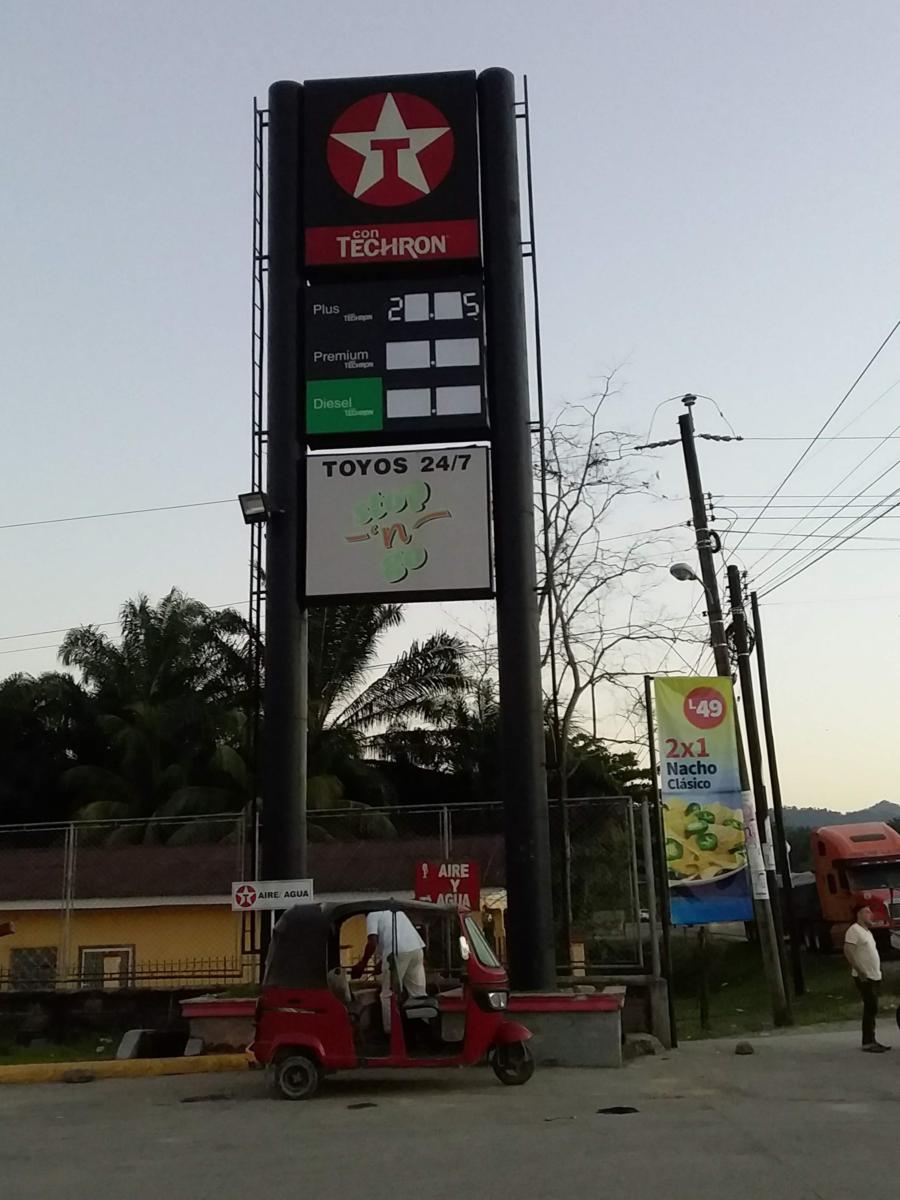 T
con
TECHRON
Plus TECHRON 2 . 5
Premium TECHRON .
Diesel TECHRON .
TOYOS 24/7
stop
'n
go
L49
2x1
Nacho
Clásico
AIRE/AGUA
AIRE
Y
AGUA